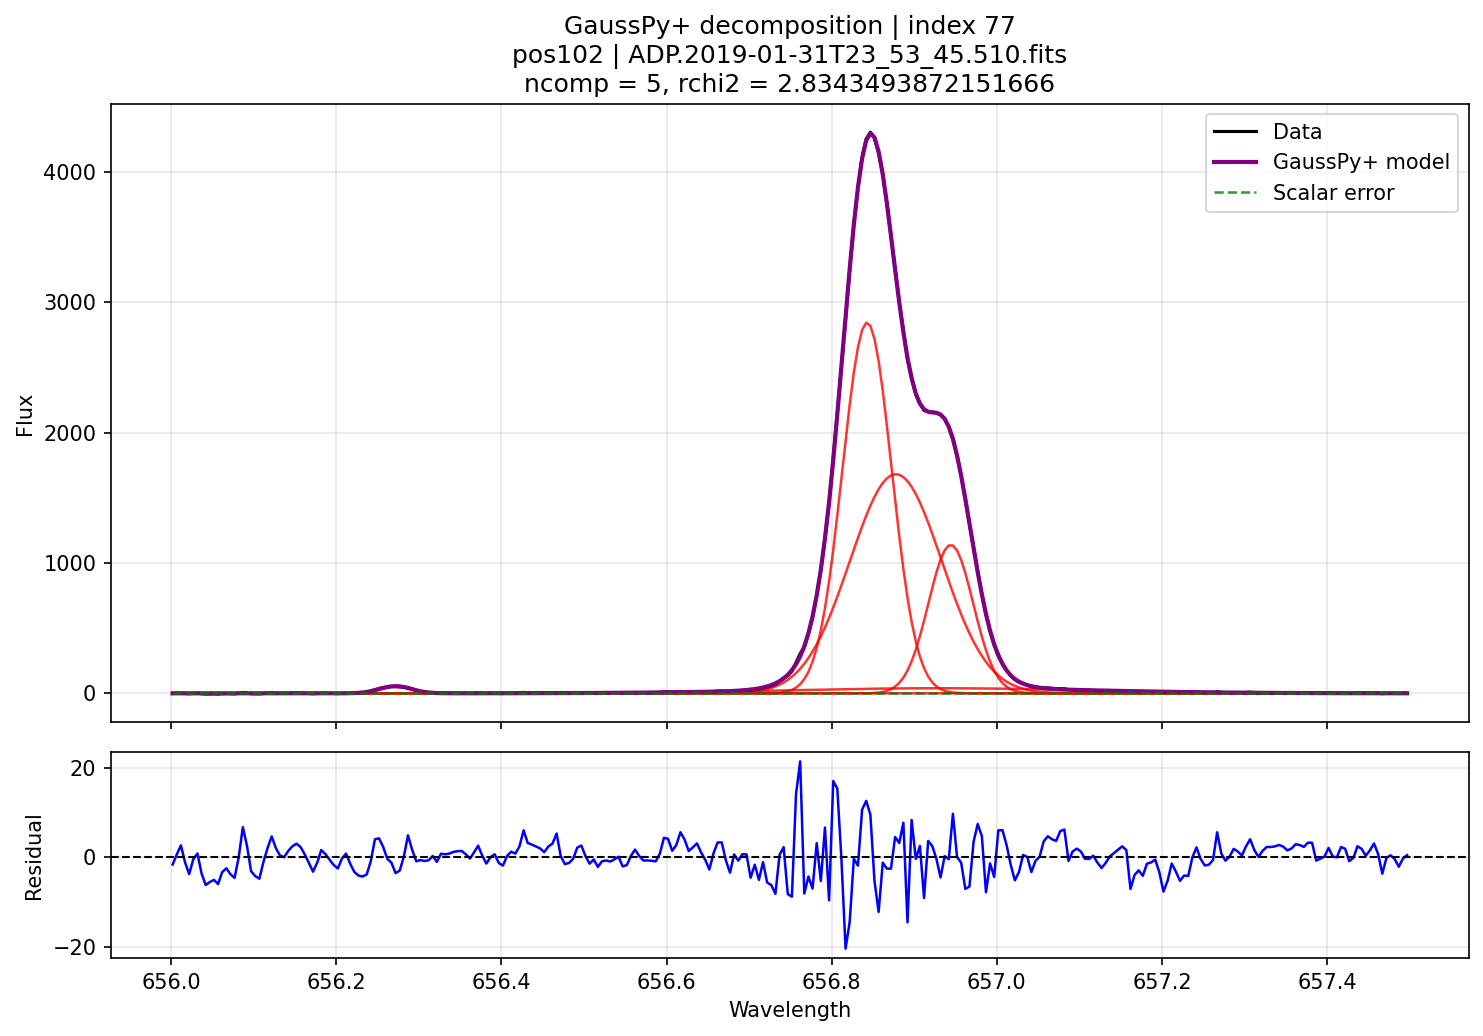 GaussPy+ decomposition | index 77
pos102 | ADP.2019-01-31T23_53_45.510.fits
ncomp = 5, rchi2 = 2.8343493872151666
Data
GaussPy+ model
Scalar error
Flux
4000
3000
2000
1000
0
Residual
20
0
−20
656.0 656.2 656.4 656.6 656.8 657.0 657.2 657.4
Wavelength